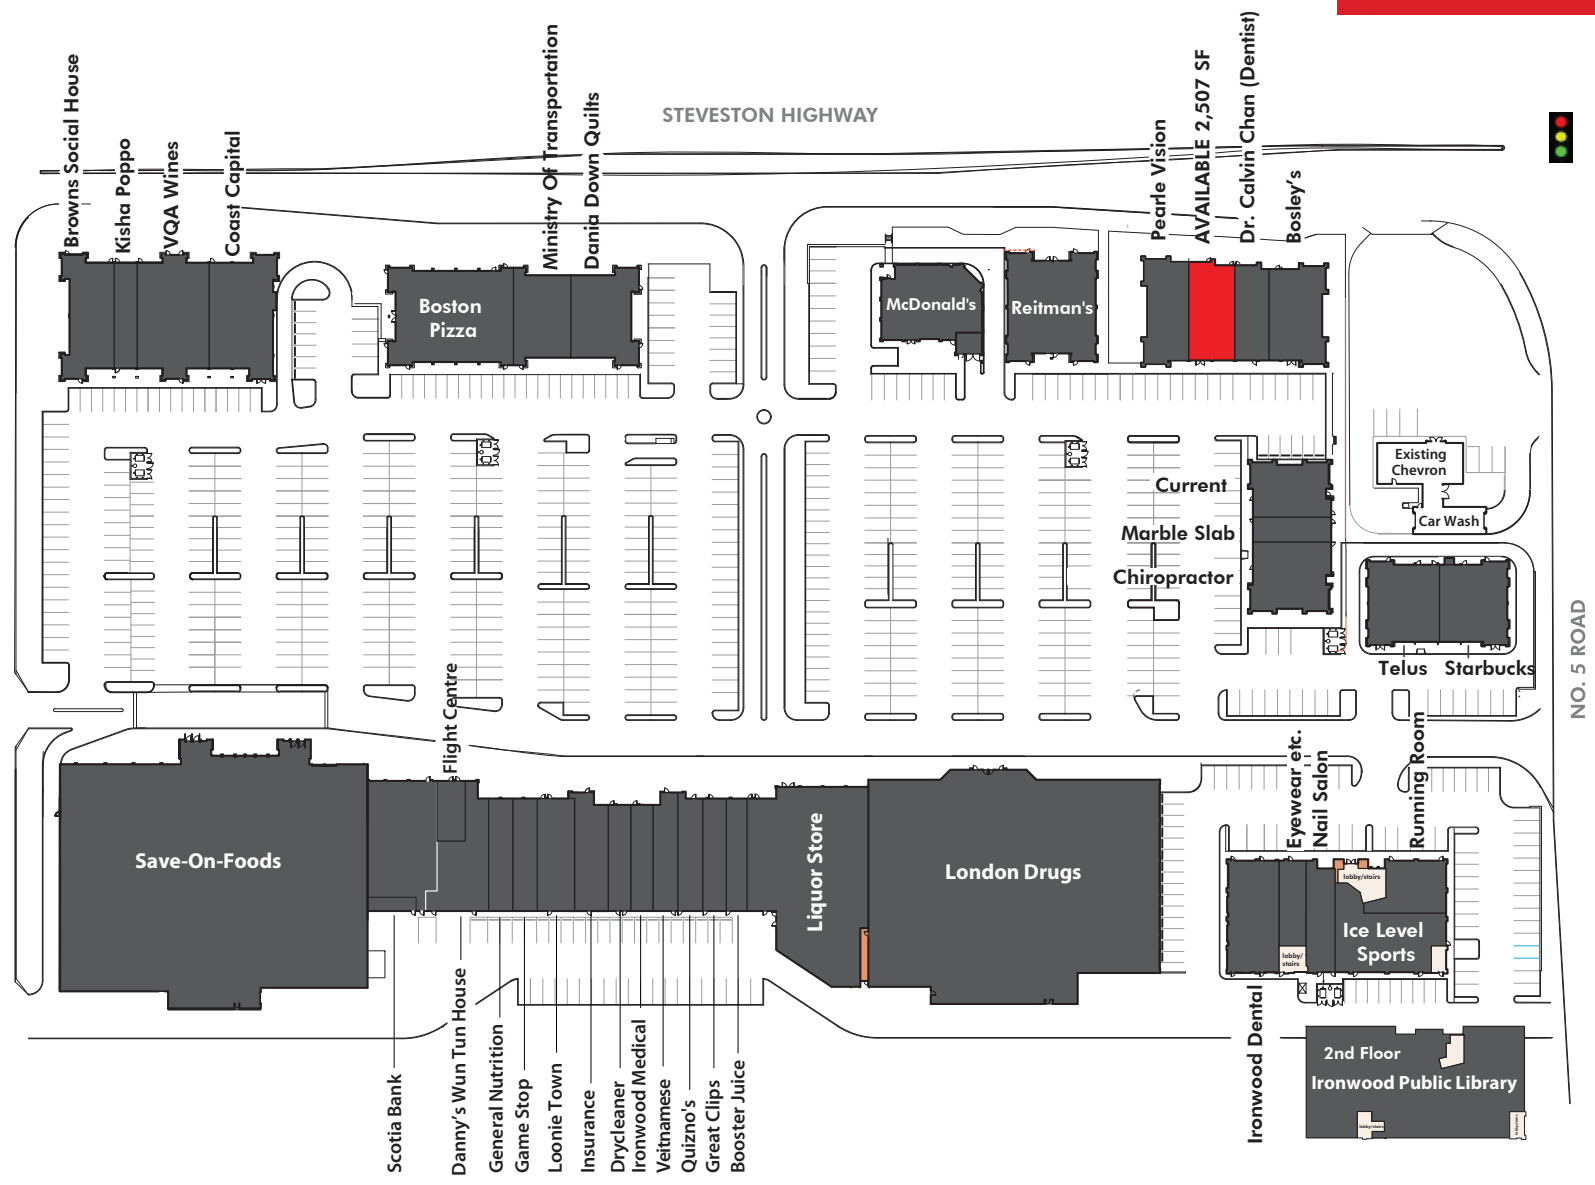 STEVESTON HIGHWAY
Browns Social House
Kisha Poppo
VQA Wines
Coast Capital
Ministry Of Transportation
Dania Down Quilts
Pearle Vision
AVAILABLE 2,507 SF
Dr. Calvin Chan (Dentist)
Bosley's
Boston
Pizza
McDonald's
Reitman's
Existing
Chevron
Car Wash
Current
Marble Slab
Chiropractor
Telus
Starbucks
NO. 5 ROAD
Flight Centre
Eyewear etc.
Nail Salon
Running Room
Save-On-Foods
Liquor Store
London Drugs
lobby/stairs
Ice Level
Sports
lobby/
stairs
Scotia Bank
Danny's Wun Tun House
General Nutrition
Game Stop
Loonie Town
Insurance
Drycleaner
Ironwood Medical
Veitnamese
Quizno's
Great Clips
Booster Juice
Ironwood Dental
2nd Floor
Ironwood Public Library
lobby/stairs